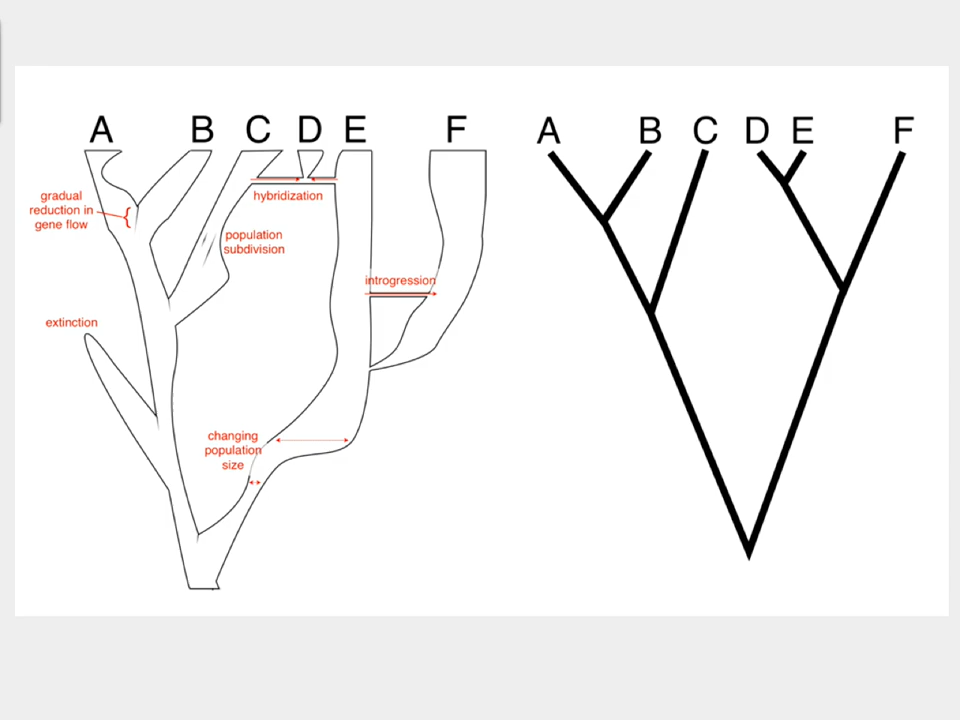 A B C D E F
gradual
reduction in
gene flow
hybridization
population
subdivision
introgression
extinction
changing
population
size
A B C D E F